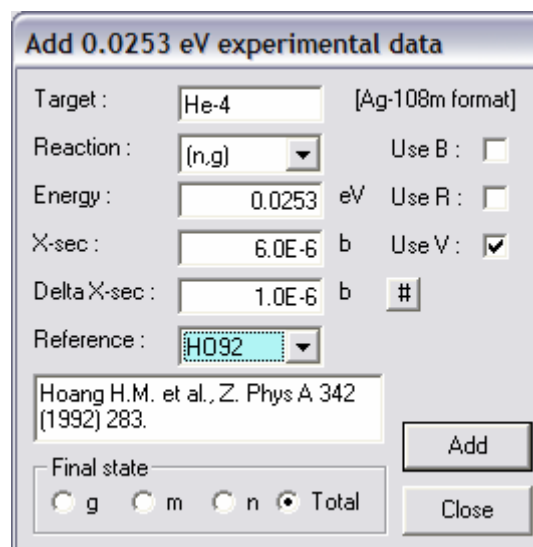 Add 0.0253 eV experimental data
Target : He-4 [Ag-108m format]
Reaction : (n,g) Use B :
Energy : 0.0253 eV Use R :
X-sec : 6.0E-6 b Use V :
Delta X-sec : 1.0E-6 b #
Reference : HO92
Hoang H.M. et al., Z. Phys A 342
(1992) 283.
Add
Final state
g m n Total
Close